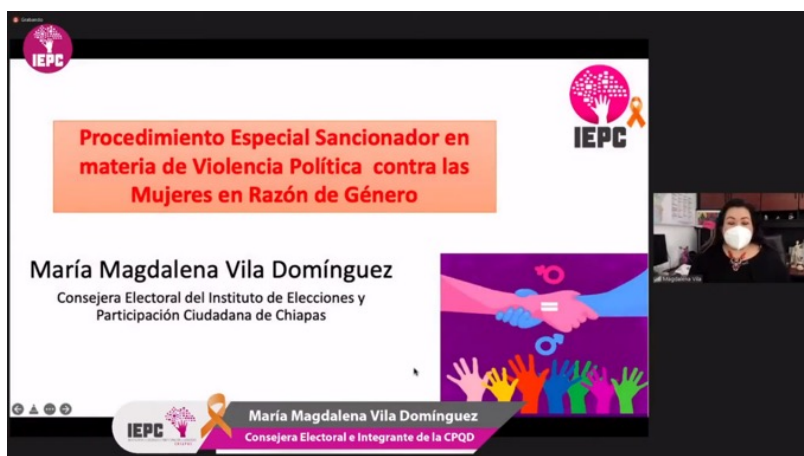 Grabando
IEPC
IEPC
Procedimiento Especial Sancionador en
materia de Violencia Política contra las
Mujeres en Razón de Género
María Magdalena Vila Domínguez
Consejera Electoral del Instituto de Elecciones y
Participación Ciudadana de Chiapas
Magdalena Vila
IEPC
María Magdalena Vila Domínguez
Consejera Electoral e Integrante de la CPQD